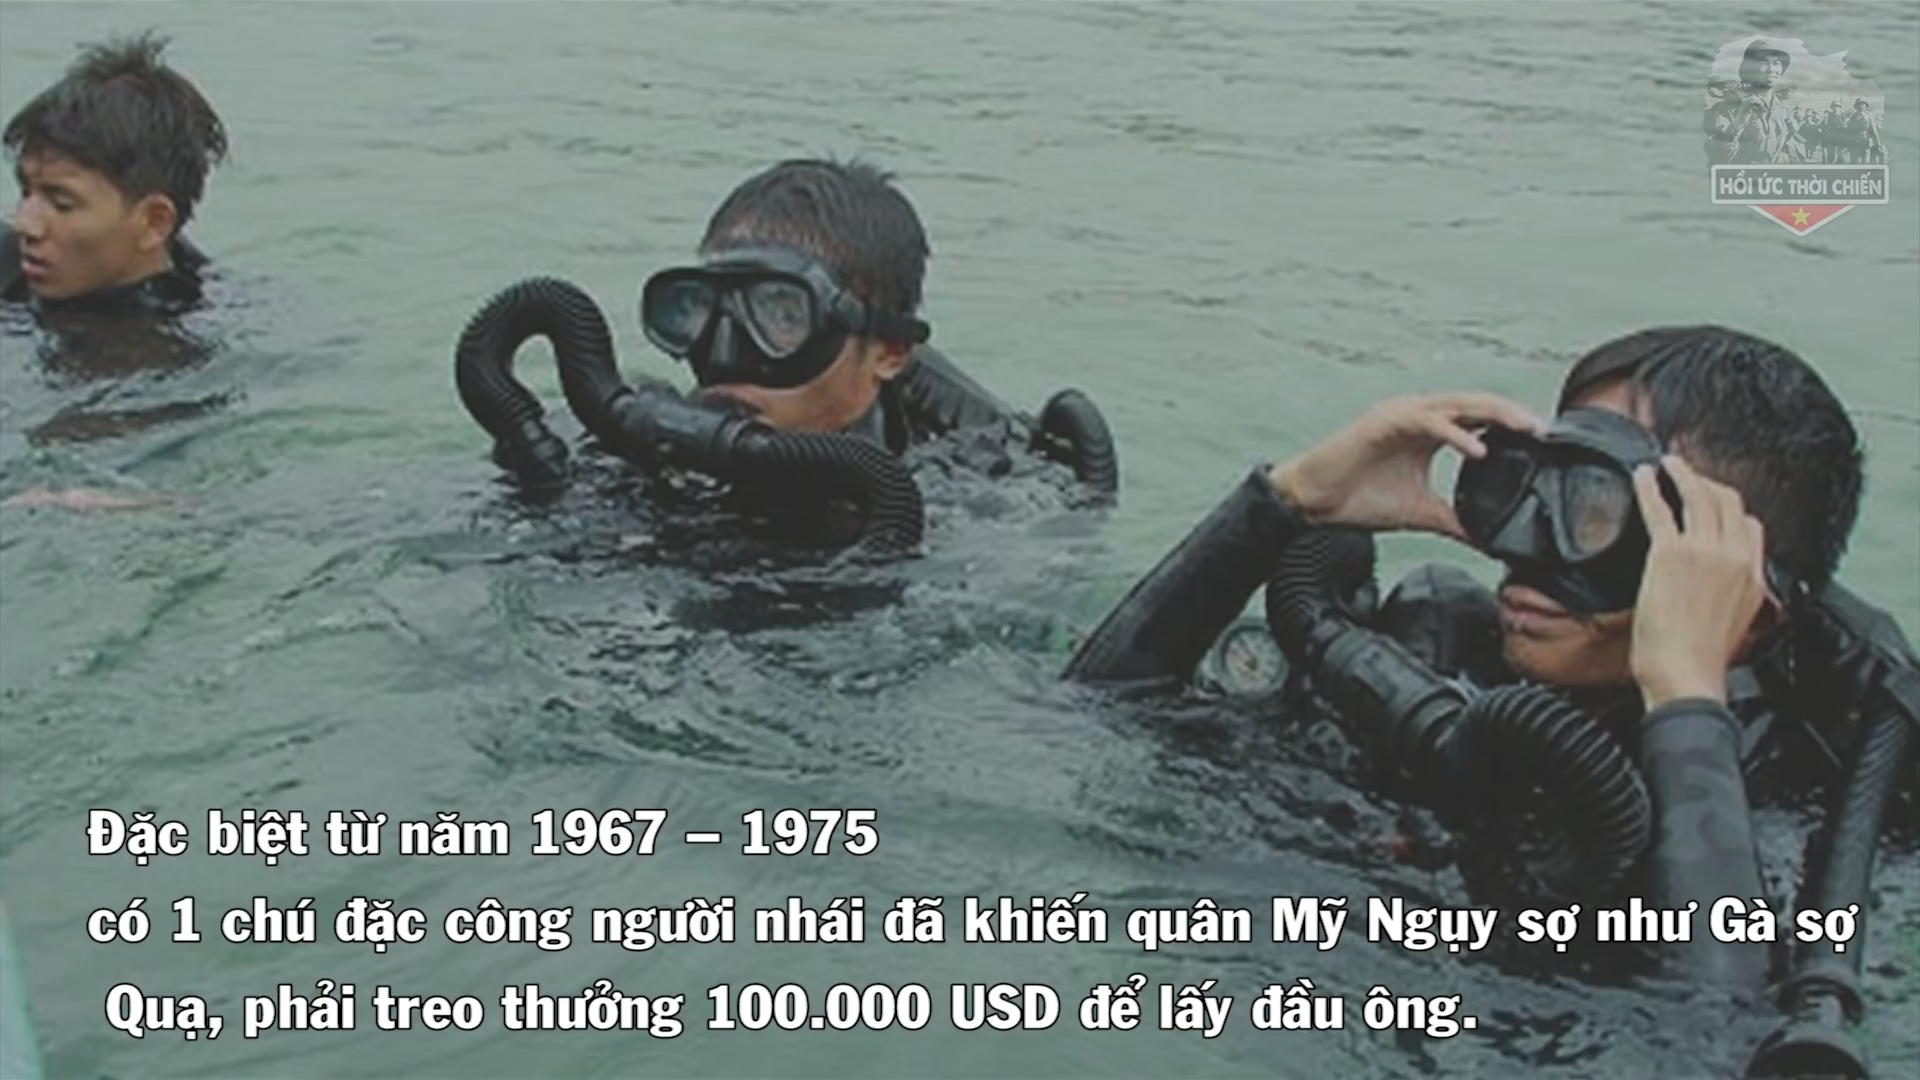 HỒI ỨC THỜI CHIẾN
Đặc biệt từ năm 1967 – 1975
có 1 chú đặc công người nhái đã khiến quân Mỹ Ngụy sợ như Gà sợ
Quạ, phải treo thưởng 100.000 USD để lấy đầu ông.